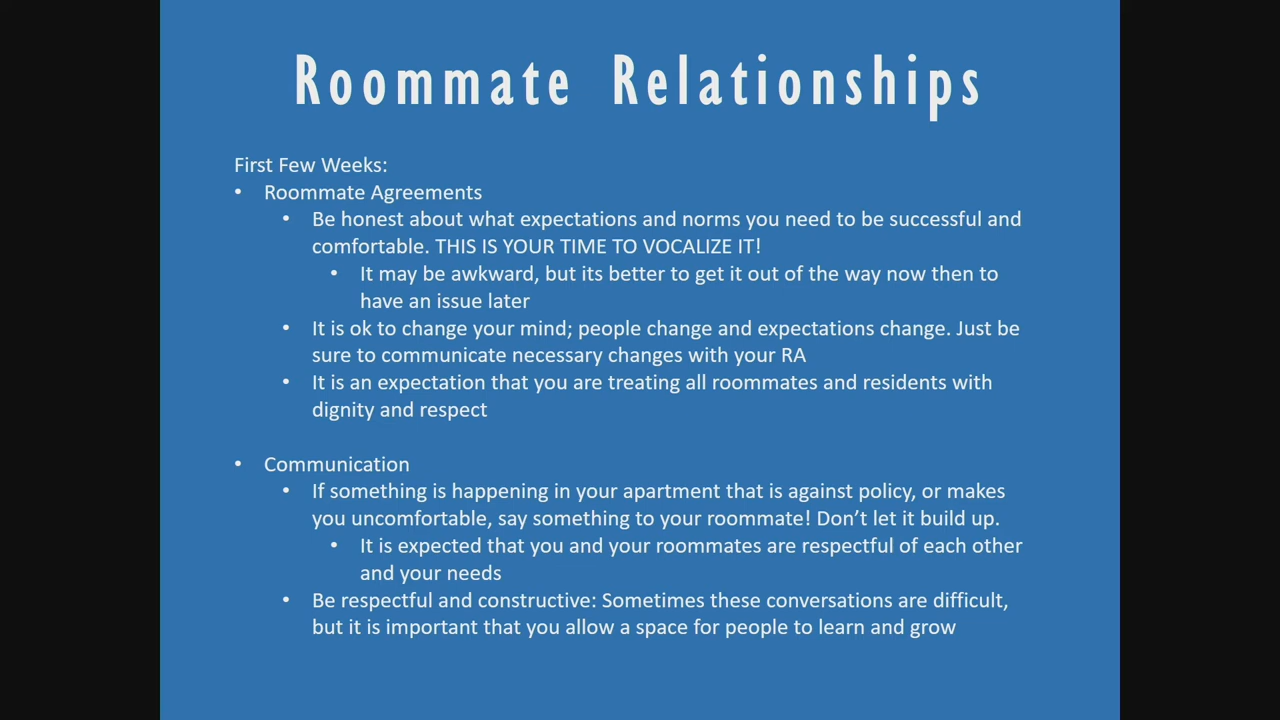 Roommate Relationships
First Few Weeks:
• Roommate Agreements
• Be honest about what expectations and norms you need to be successful and
comfortable. THIS IS YOUR TIME TO VOCALIZE IT!
• It may be awkward, but its better to get it out of the way now then to
have an issue later
• It is ok to change your mind; people change and expectations change. Just be
sure to communicate necessary changes with your RA
• It is an expectation that you are treating all roommates and residents with
dignity and respect
• Communication
• If something is happening in your apartment that is against policy, or makes
you uncomfortable, say something to your roommate! Don’t let it build up.
• It is expected that you and your roommates are respectful of each other
and your needs
• Be respectful and constructive: Sometimes these conversations are difficult,
but it is important that you allow a space for people to learn and grow